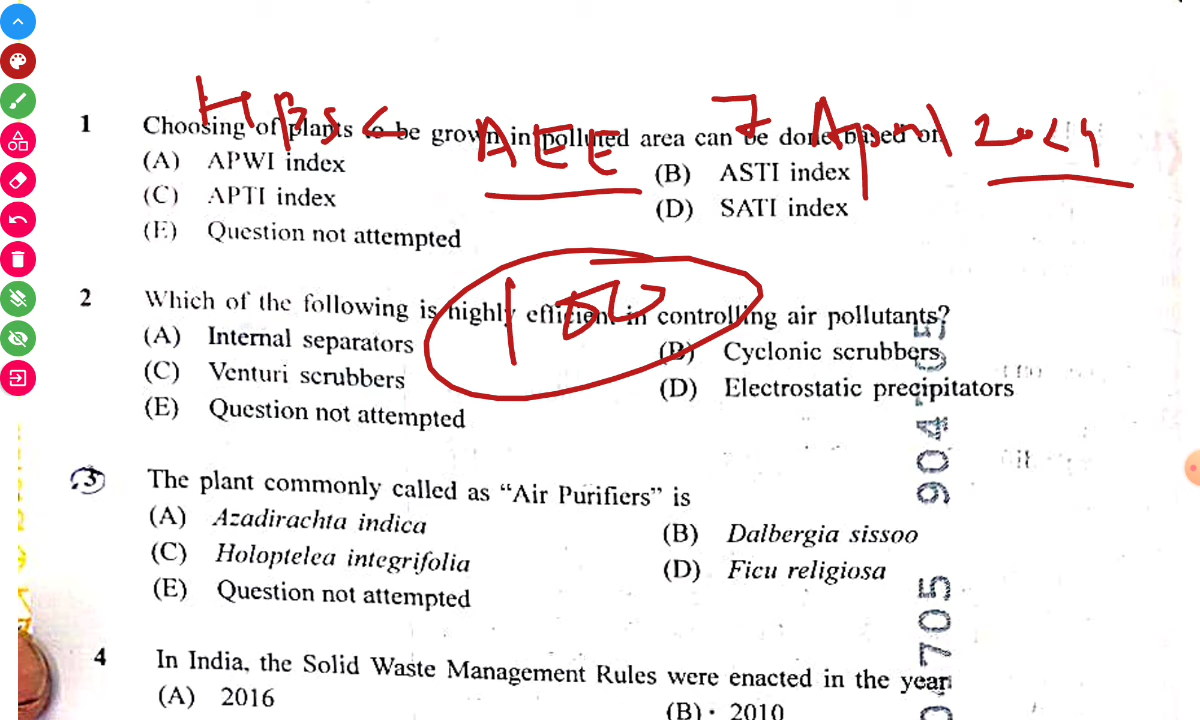 HPSC AEE 7 April 2024
1 Choosing of plants to be grown in polluted area can be done based on
(A) APWI index (B) ASTI index
(C) APTI index (D) SATI index
(E) Question not attempted
100
2 Which of the following is highly efficient in controlling air pollutants?
(A) Internal separators (B) Cyclonic scrubbers
(C) Venturi scrubbers (D) Electrostatic precipitators
(E) Question not attempted
3 The plant commonly called as “Air Purifiers” is
(A) Azadirachta indica (B) Dalbergia sissoo
(C) Holoptelea integrifolia (D) Ficu religiosa
(E) Question not attempted
4 In India, the Solid Waste Management Rules were enacted in the year
(A) 2016 (B) 2010